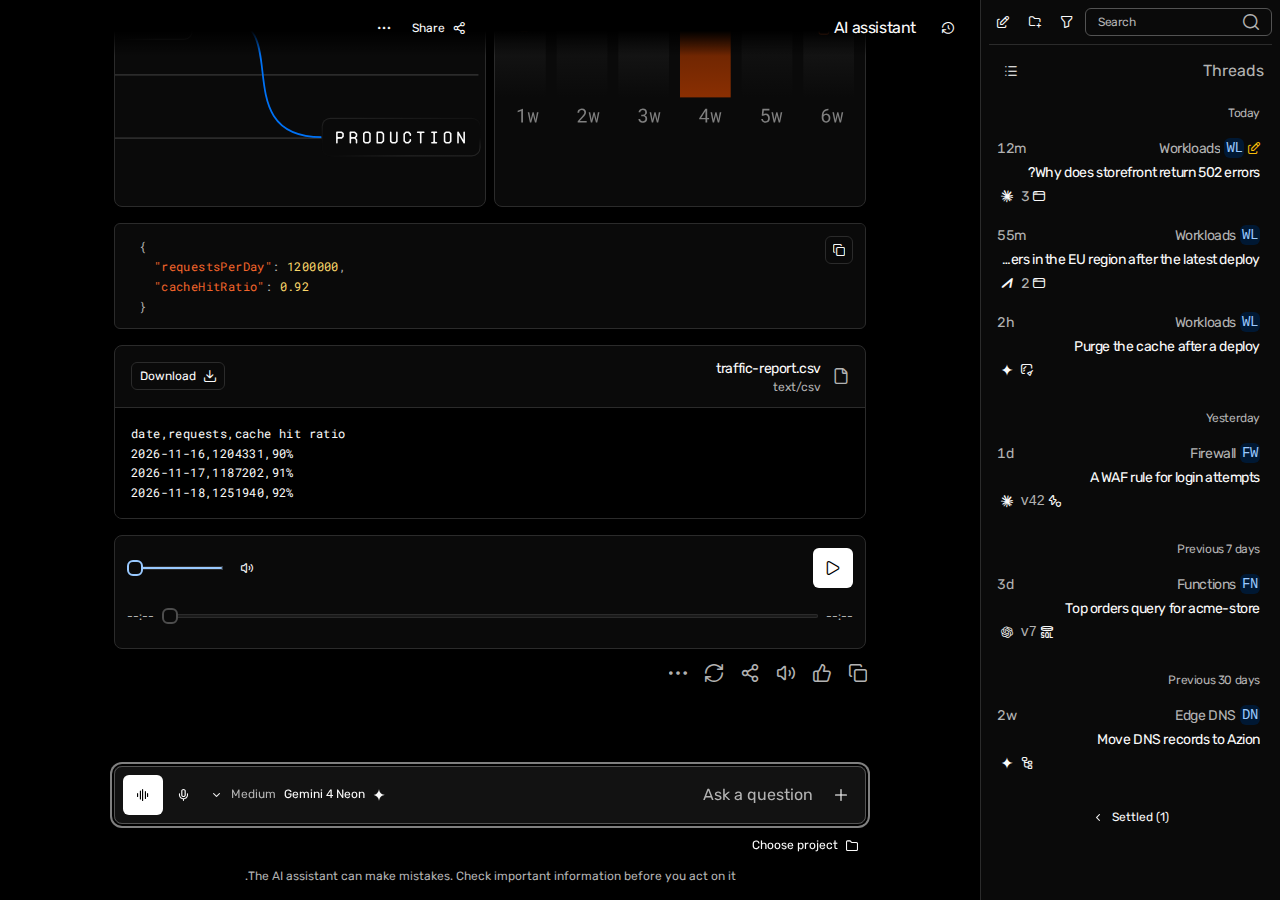 AI assistant
Share
PRODUCTION
1w 2w 3w 4w 5w 6w
{
"requestsPerDay": 1200000,
"cacheHitRatio": 0.92
}
traffic-report.csv
text/csv
Download
date,requests,cache hit ratio
2026-11-16,1204331,90%
2026-11-17,1187202,91%
2026-11-18,1251940,92%
--:--
--:--
Ask a question
Gemini 4 Neon Medium
Choose project
.The AI assistant can make mistakes. Check important information before you act on it
Search
Threads
Today
WL Workloads 12m
?Why does storefront return 502 errors
3
WL Workloads 55m
...ers in the EU region after the latest deploy
2
WL Workloads 2h
Purge the cache after a deploy
Yesterday
FW Firewall 1d
A WAF rule for login attempts
v42
Previous 7 days
FN Functions 3d
Top orders query for acme-store
SQL v7
Previous 30 days
DN Edge DNS 2w
Move DNS records to Azion
Settled (1)